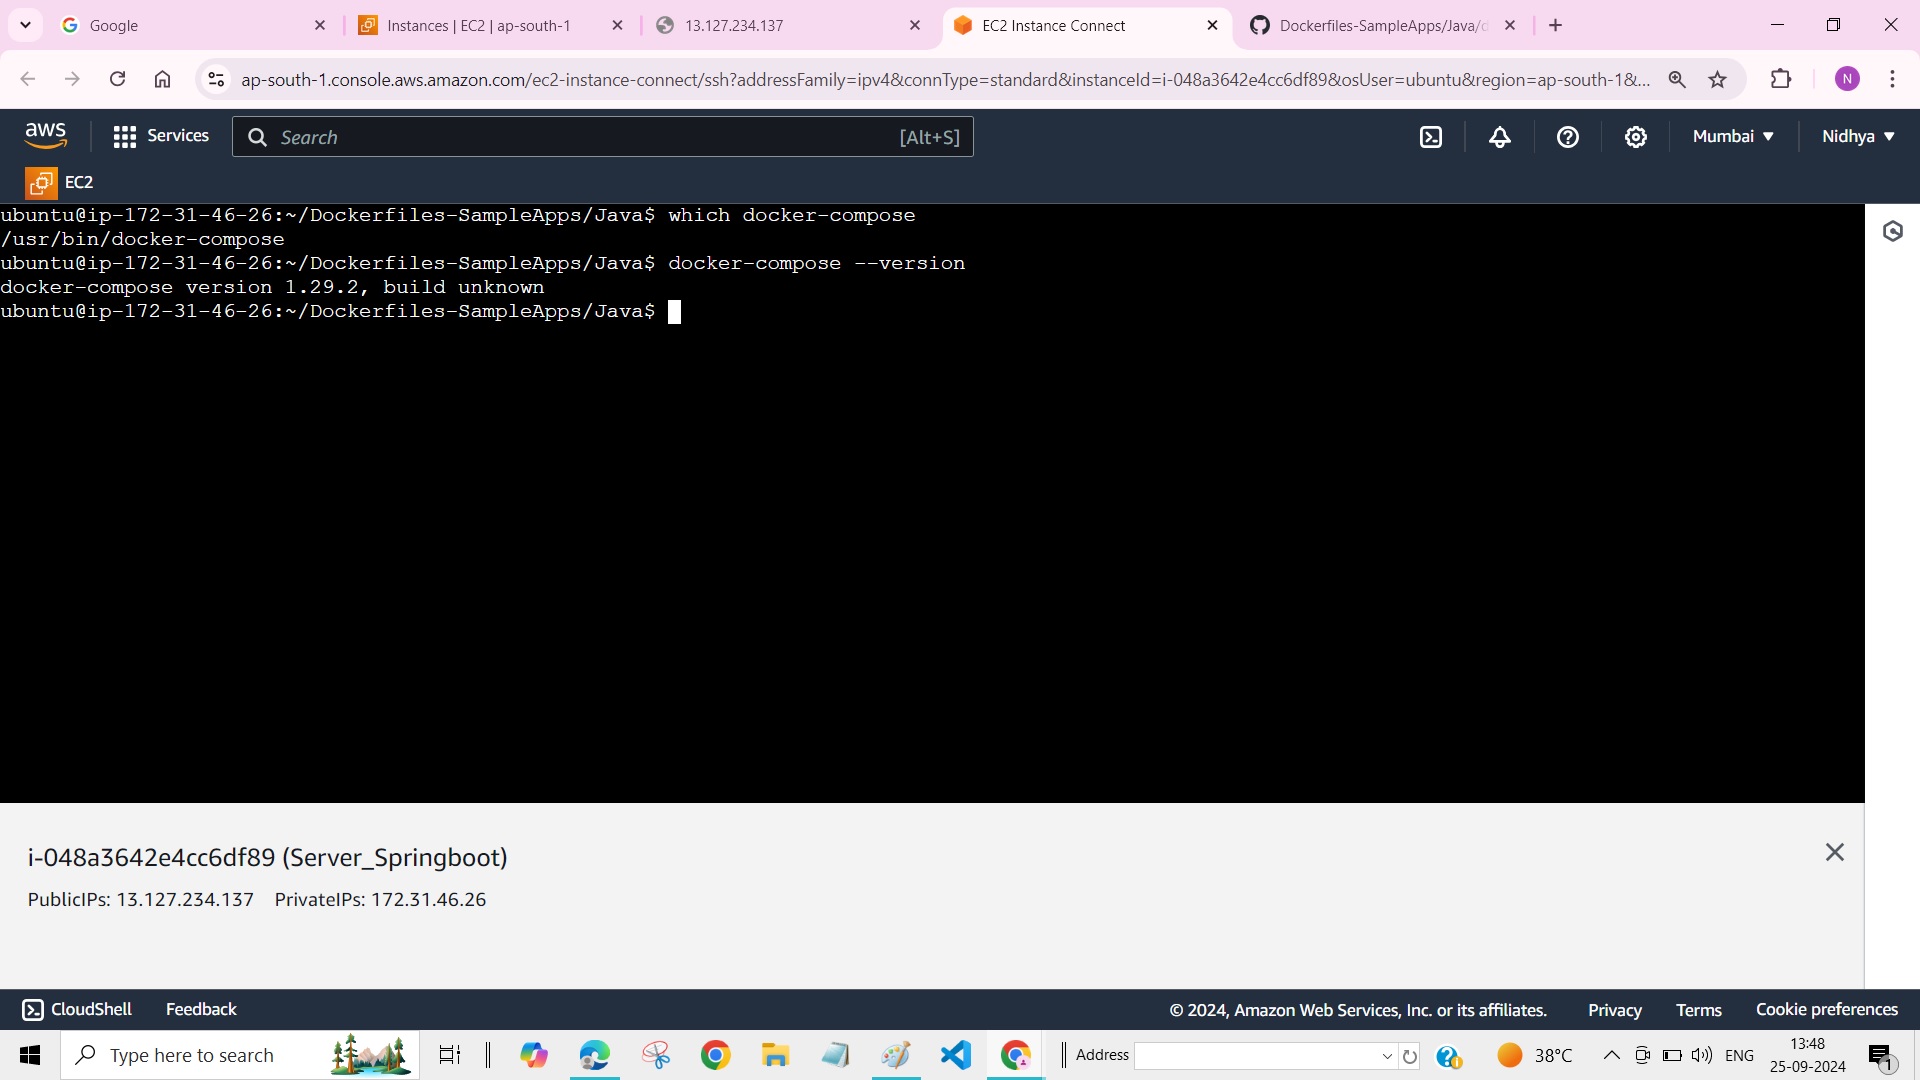 Google
Instances | EC2 | ap-south-1
13.127.234.137
EC2 Instance Connect
Dockerfiles-SampleApps/Java/d
ap-south-1.console.aws.amazon.com/ec2-instance-connect/ssh?addressFamily=ipv4&connType=standard&instanceId=i-048a3642e4cc6df89&osUser=ubuntu&region=ap-south-1&...
N
aws
Services
Search
[Alt+S]
Mumbai
Nidhya
EC2
ubuntu@ip-172-31-46-26:~/Dockerfiles-SampleApps/Java$ which docker-compose
/usr/bin/docker-compose
ubuntu@ip-172-31-46-26:~/Dockerfiles-SampleApps/Java$ docker-compose --version
docker-compose version 1.29.2, build unknown
ubuntu@ip-172-31-46-26:~/Dockerfiles-SampleApps/Java$
i-048a3642e4cc6df89 (Server_Springboot)
PublicIPs: 13.127.234.137 PrivateIPs: 172.31.46.26
CloudShell
Feedback
© 2024, Amazon Web Services, Inc. or its affiliates.
Privacy
Terms
Cookie preferences
Type here to search
Address
38°C
ENG
13:48
25-09-2024
1